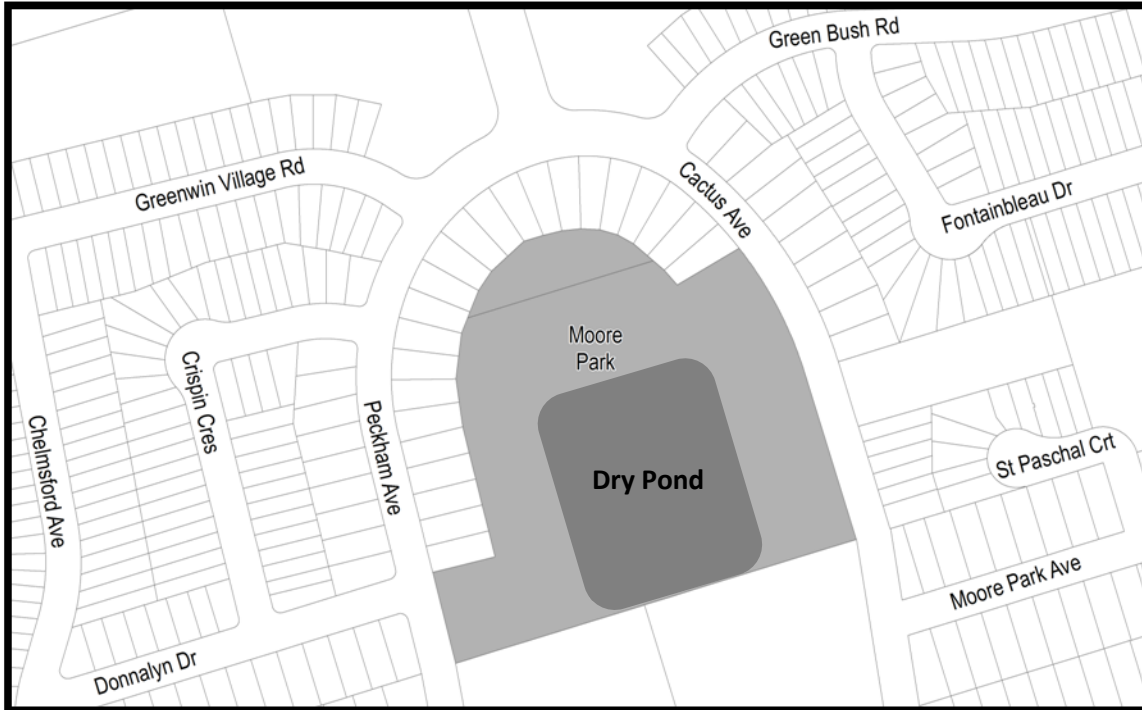 Green Bush Rd
Greenwin Village Rd
Cactus Ave
Fontainbleau Dr
Moore
Park
Crispin Cres
Peckham Ave
Chelmsford Ave
Dry Pond
St Paschal Crt
Moore Park Ave
Donnalyn Dr